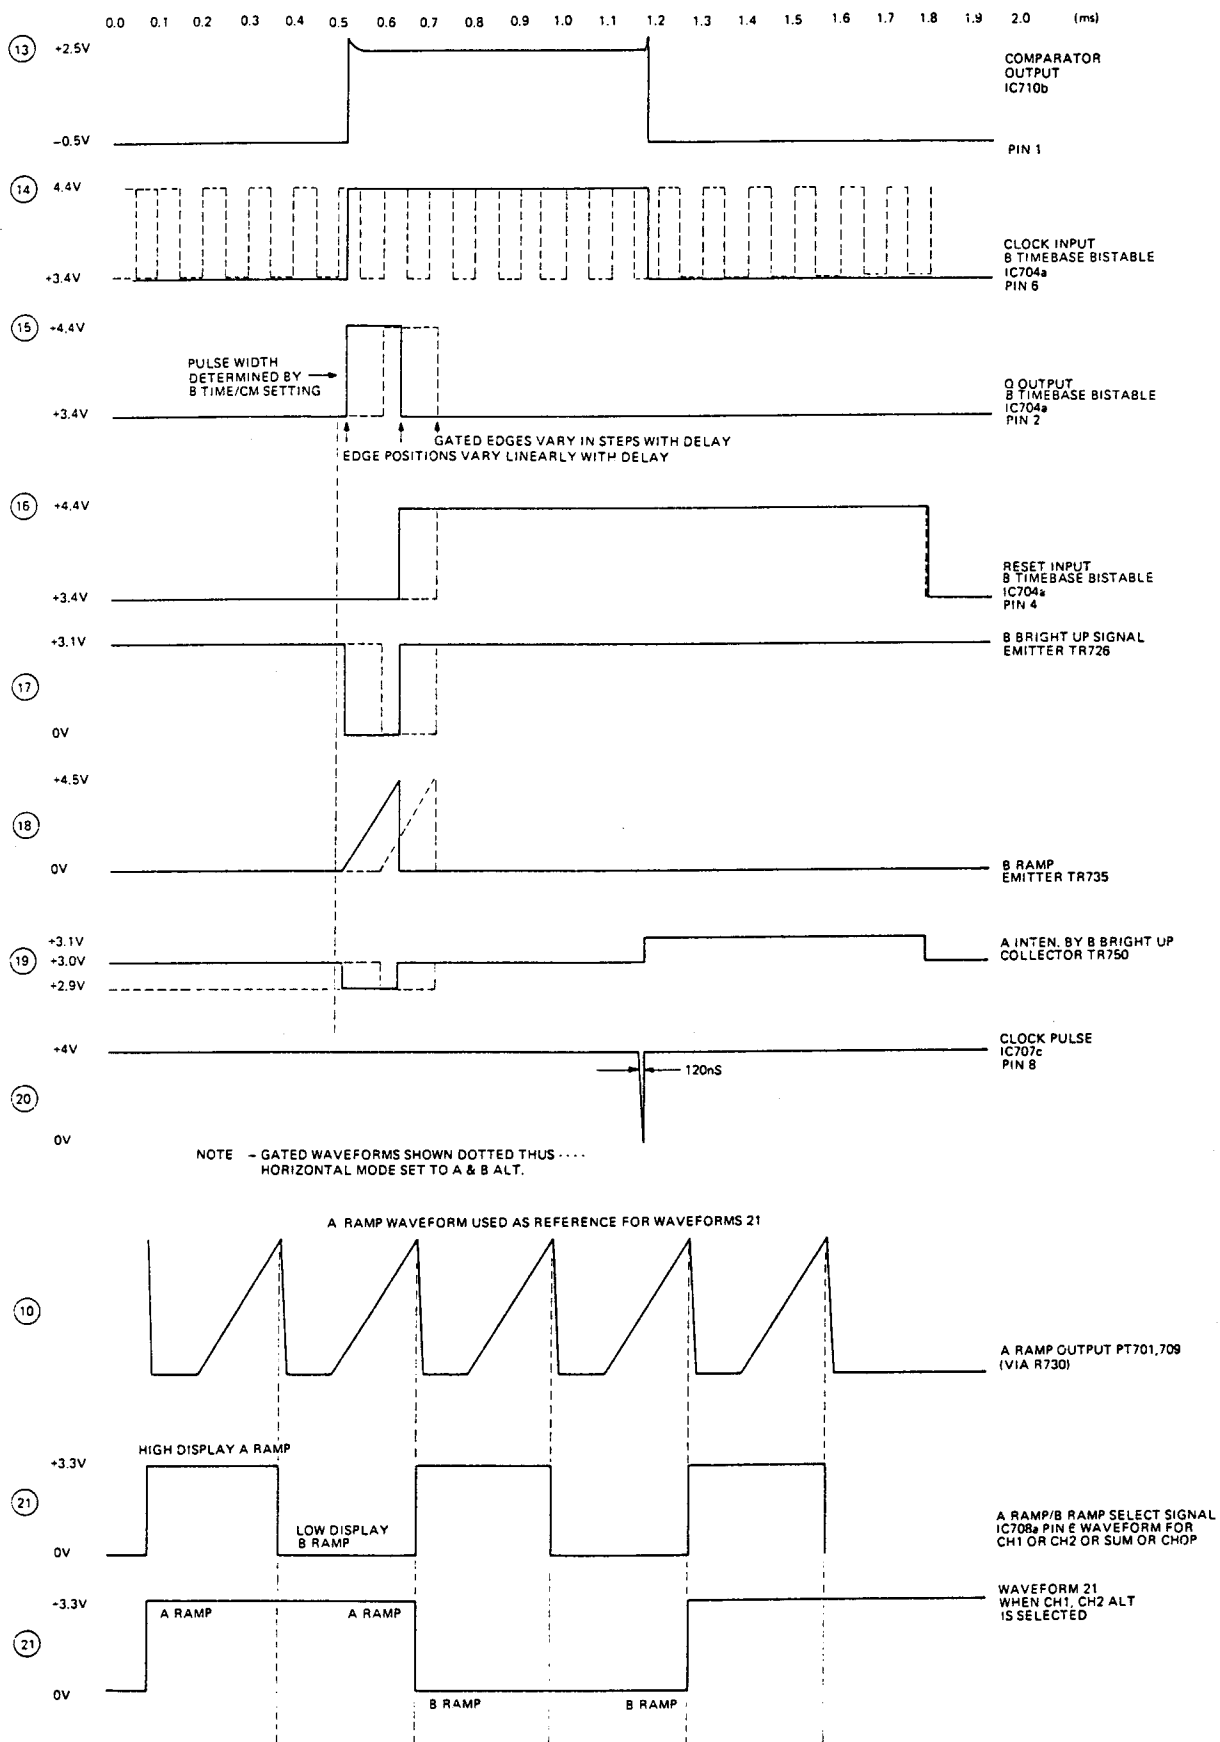 0.0 0.1 0.2 0.3 0.4 0.5 0.6 0.7 0.8 0.9 1.0 1.1 1.2 1.3 1.4 1.5 1.6 1.7 1.8 1.9 2.0 (ms)
13
+2.5V
-0.5V
COMPARATOR
OUTPUT
IC710b
PIN 1
14
4.4V
+3.4V
CLOCK INPUT
B TIMEBASE BISTABLE
IC704a
PIN 6
15
+4.4V
+3.4V
PULSE WIDTH
DETERMINED BY
B TIME/CM SETTING
GATED EDGES VARY IN STEPS WITH DELAY
EDGE POSITIONS VARY LINEARLY WITH DELAY
Q OUTPUT
B TIMEBASE BISTABLE
IC704a
PIN 2
16
+4.4V
+3.4V
RESET INPUT
B TIMEBASE BISTABLE
IC704a
PIN 4
17
+3.1V
0V
B BRIGHT UP SIGNAL
EMITTER TR726
18
+4.5V
0V
B RAMP
EMITTER TR735
19
+3.1V
+3.0V
+2.9V
A INTEN. BY B BRIGHT UP
COLLECTOR TR750
20
+4V
0V
120nS
CLOCK PULSE
IC707c
PIN 8
NOTE - GATED WAVEFORMS SHOWN DOTTED THUS ----
HORIZONTAL MODE SET TO A & B ALT.
A RAMP WAVEFORM USED AS REFERENCE FOR WAVEFORMS 21
10
A RAMP OUTPUT PT701,709
(VIA R730)
HIGH DISPLAY A RAMP
21
+3.3V
0V
LOW DISPLAY
B RAMP
A RAMP/B RAMP SELECT SIGNAL
IC708a PIN 6 WAVEFORM FOR
CH1 OR CH2 OR SUM OR CHOP
21
+3.3V
0V
A RAMP
A RAMP
B RAMP
B RAMP
WAVEFORM 21
WHEN CH1, CH2 ALT
IS SELECTED